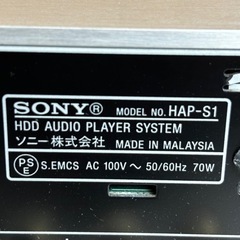 SONY® MODEL NO. HAP-S1
HDD AUDIO PLAYER SYSTEM
ソニー株式会社 MADE IN MALAYSIA
PSE S.EMCS AC 100V ～ 50/60Hz 70W